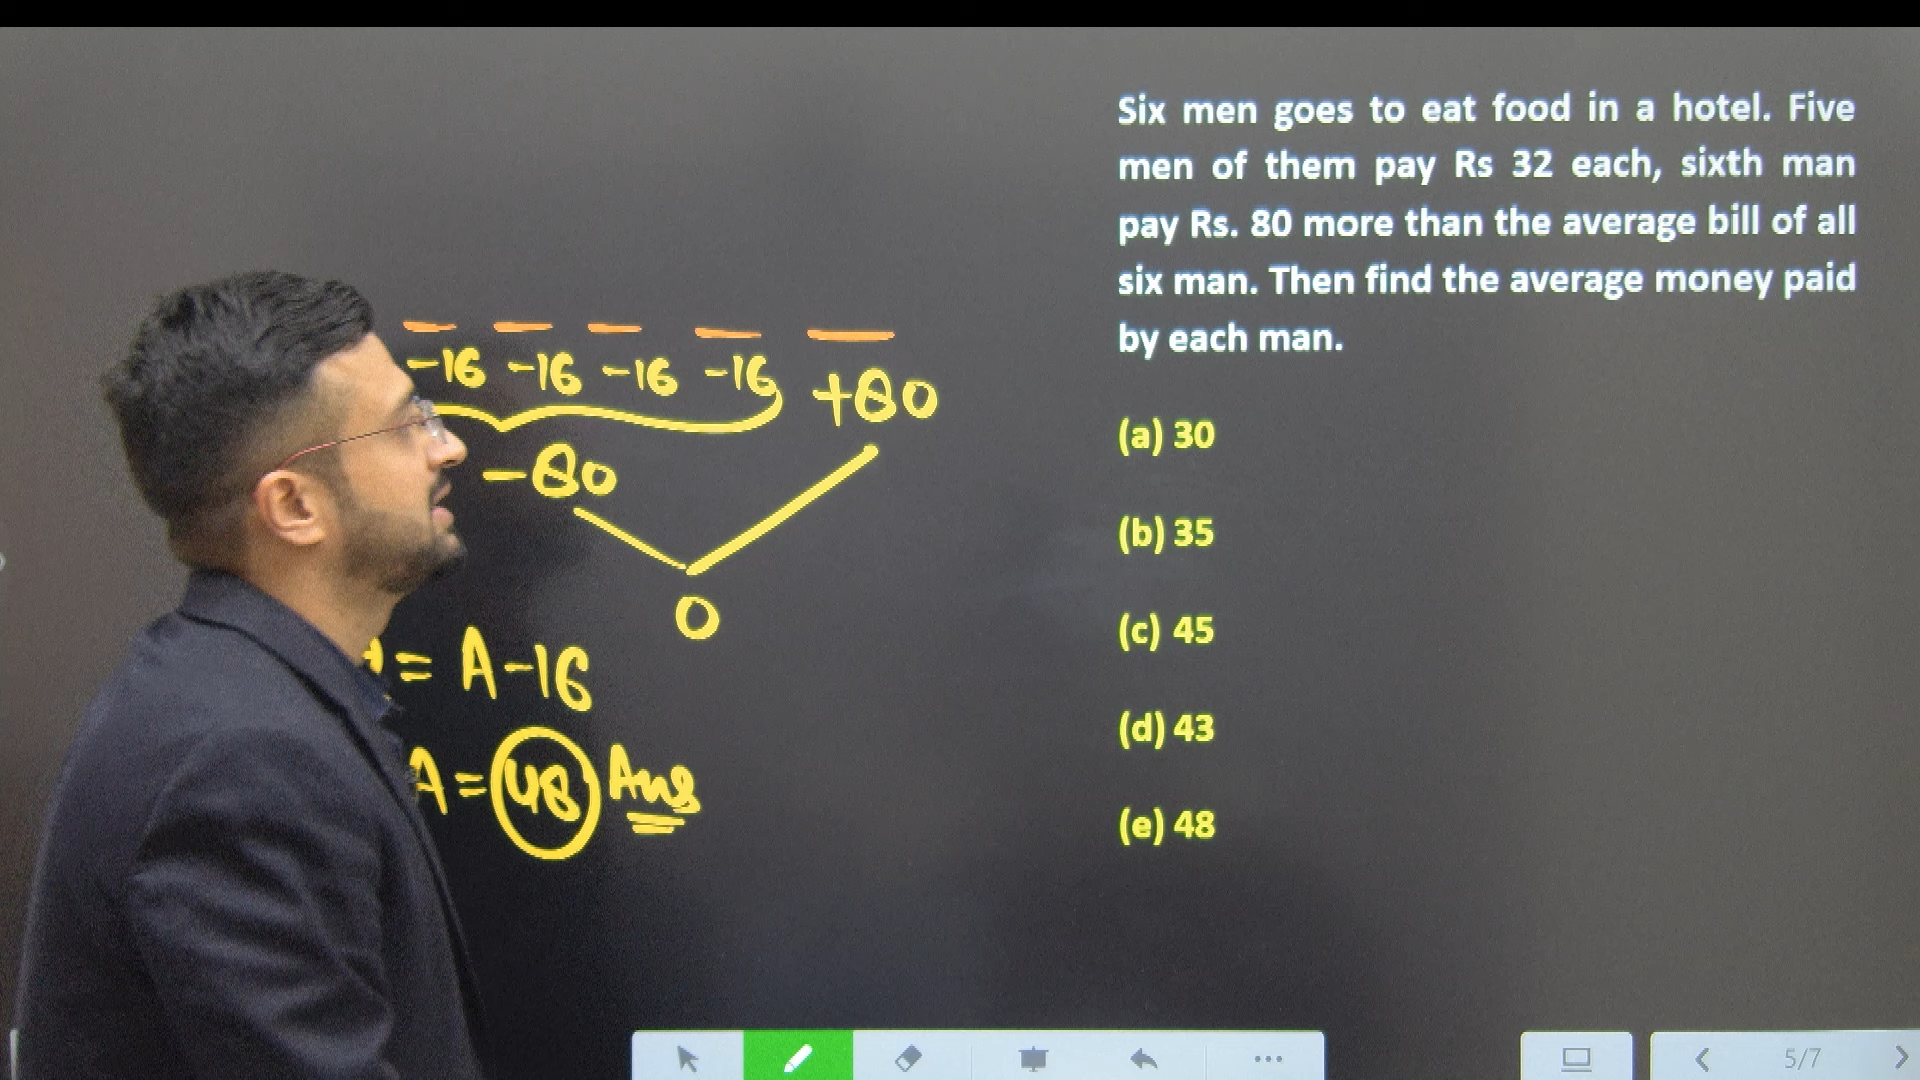 Six men goes to eat food in a hotel. Five
men of them pay Rs 32 each, sixth man
pay Rs. 80 more than the average bill of all
six man. Then find the average money paid
by each man.
(a) 30
(b) 35
(c) 45
(d) 43
(e) 48
-16 -16 -16 -16 +80
-80
0
= A-16
A = 48 Ans
5/7